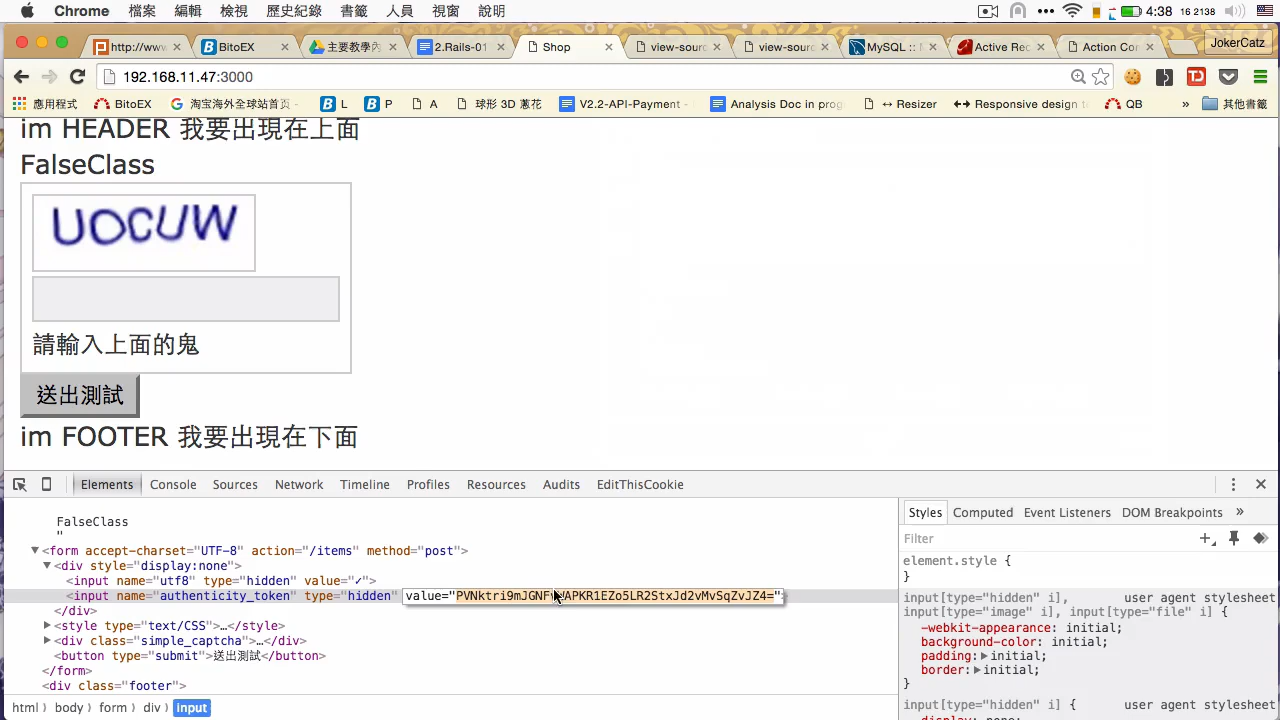 Chrome 檔案 編輯 檢視 歷史紀錄 書籤 人員 視窗 說明 4:38 16 2138
http://ww BitoEX 主要教學內 2.Rails-01 Shop view-sour view-sour MySQL :: Active Rec Action Con JokerCatz
192.168.11.47:3000
應用程式 BitoEX 淘宝海外全球站首页 - L P A 球形 3D 蔥花 V2.2-API-Payment - Analysis Doc in prog ↔ Resizer Responsive design t QB » 其他書籤
im HEADER 我要出現在上面
FalseClass
UOCUW
請輸入上面的鬼
送出測試
im FOOTER 我要出現在下面
Elements Console Sources Network Timeline Profiles Resources Audits EditThisCookie
FalseClass
"
<form accept-charset="UTF-8" action="/items" method="post">
<div style="display:none">
<input name="utf8" type="hidden" value="✓">
<input name="authenticity_token" type="hidden" value="PVNktri9mJGNF APKR1EZo5LR2StxJd2vMvSqZvJZ4=">
</div>
<style type="text/CSS">…</style>
<div class="simple_captcha">…</div>
<button type="submit">送出測試</button>
</form>
<div class="footer">
html body form div input
Styles Computed Event Listeners DOM Breakpoints »
Filter
element.style {
}
input[type="hidden" i], user agent stylesheet
input[type="image" i], input[type="file" i] {
-webkit-appearance: initial;
background-color: initial;
padding: initial;
border: initial;
}
input[type="hidden" i] { user agent stylesheet
display: none;